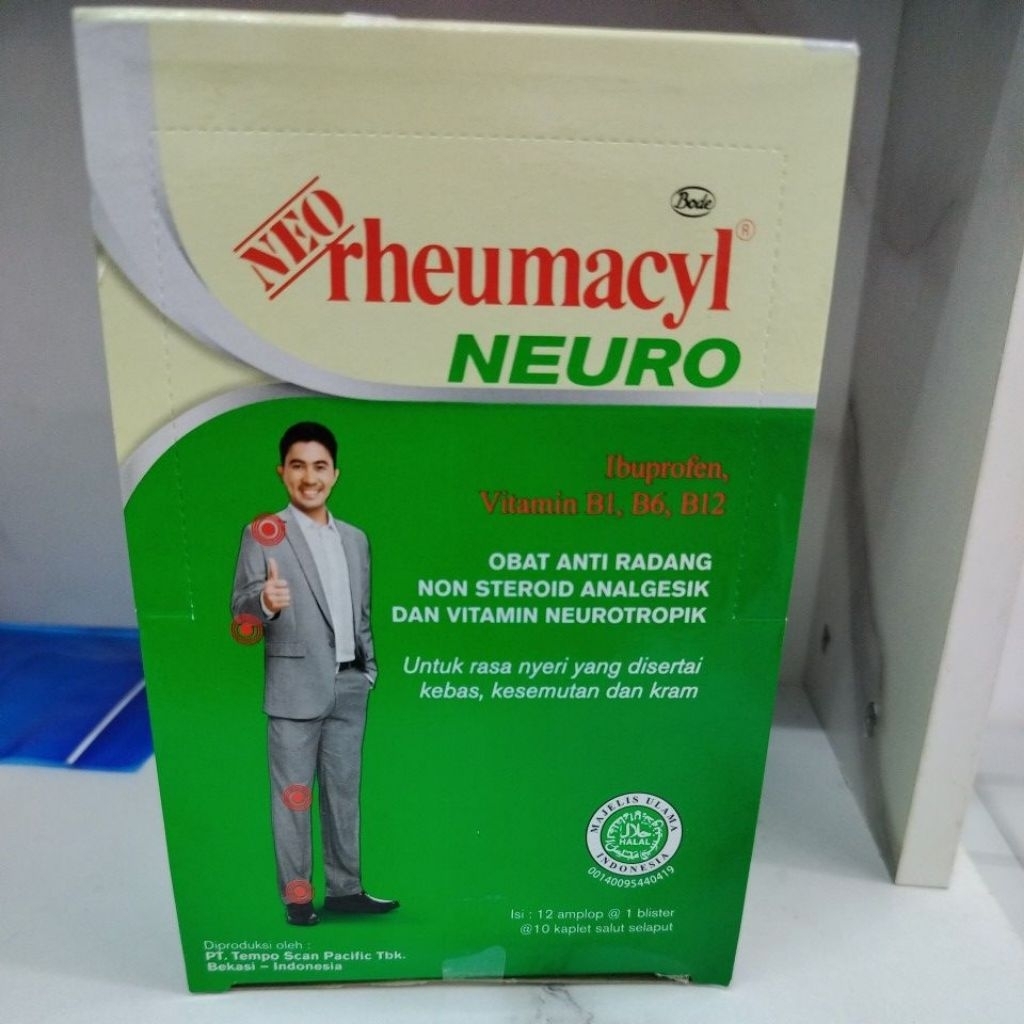 Bode
NEO rheumacyl®
NEURO
Ibuprofen,
Vitamin B1, B6, B12
OBAT ANTI RADANG
NON STEROID ANALGESIK
DAN VITAMIN NEUROTROPIK
Untuk rasa nyeri yang disertai
kebas, kesemutan dan kram
MAJELIS ULAMA
حلال
HALAL
INDONESIA
00140095440419
Isi : 12 amplop @ 1 blister
@10 kaplet salut selaput
Diproduksi oleh :
PT. Tempo Scan Pacific Tbk.
Bekasi – Indonesia